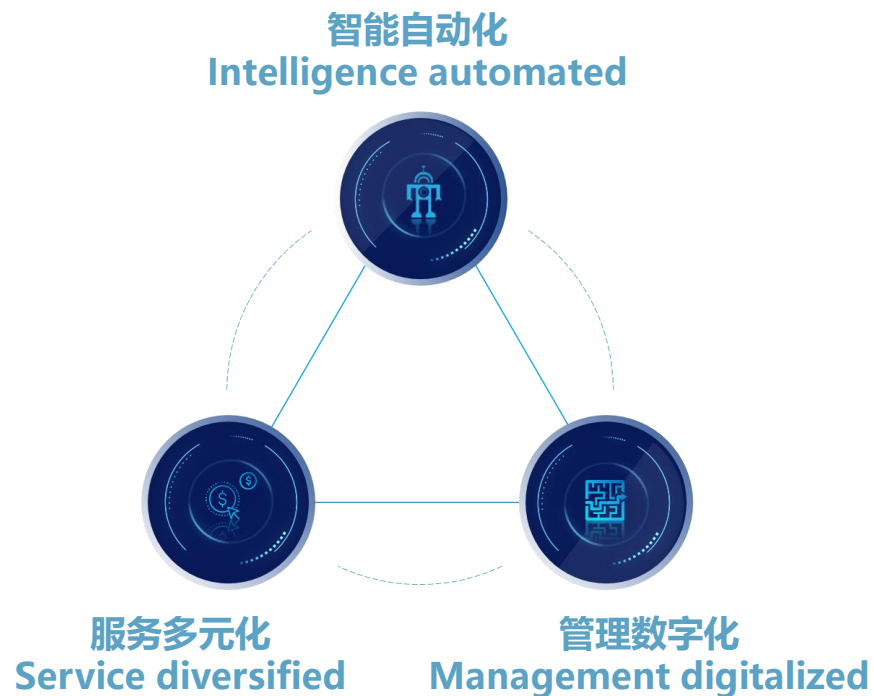 智能自动化
Intelligence automated
$
$
服务多元化
Service diversified
管理数字化
Management digitalized